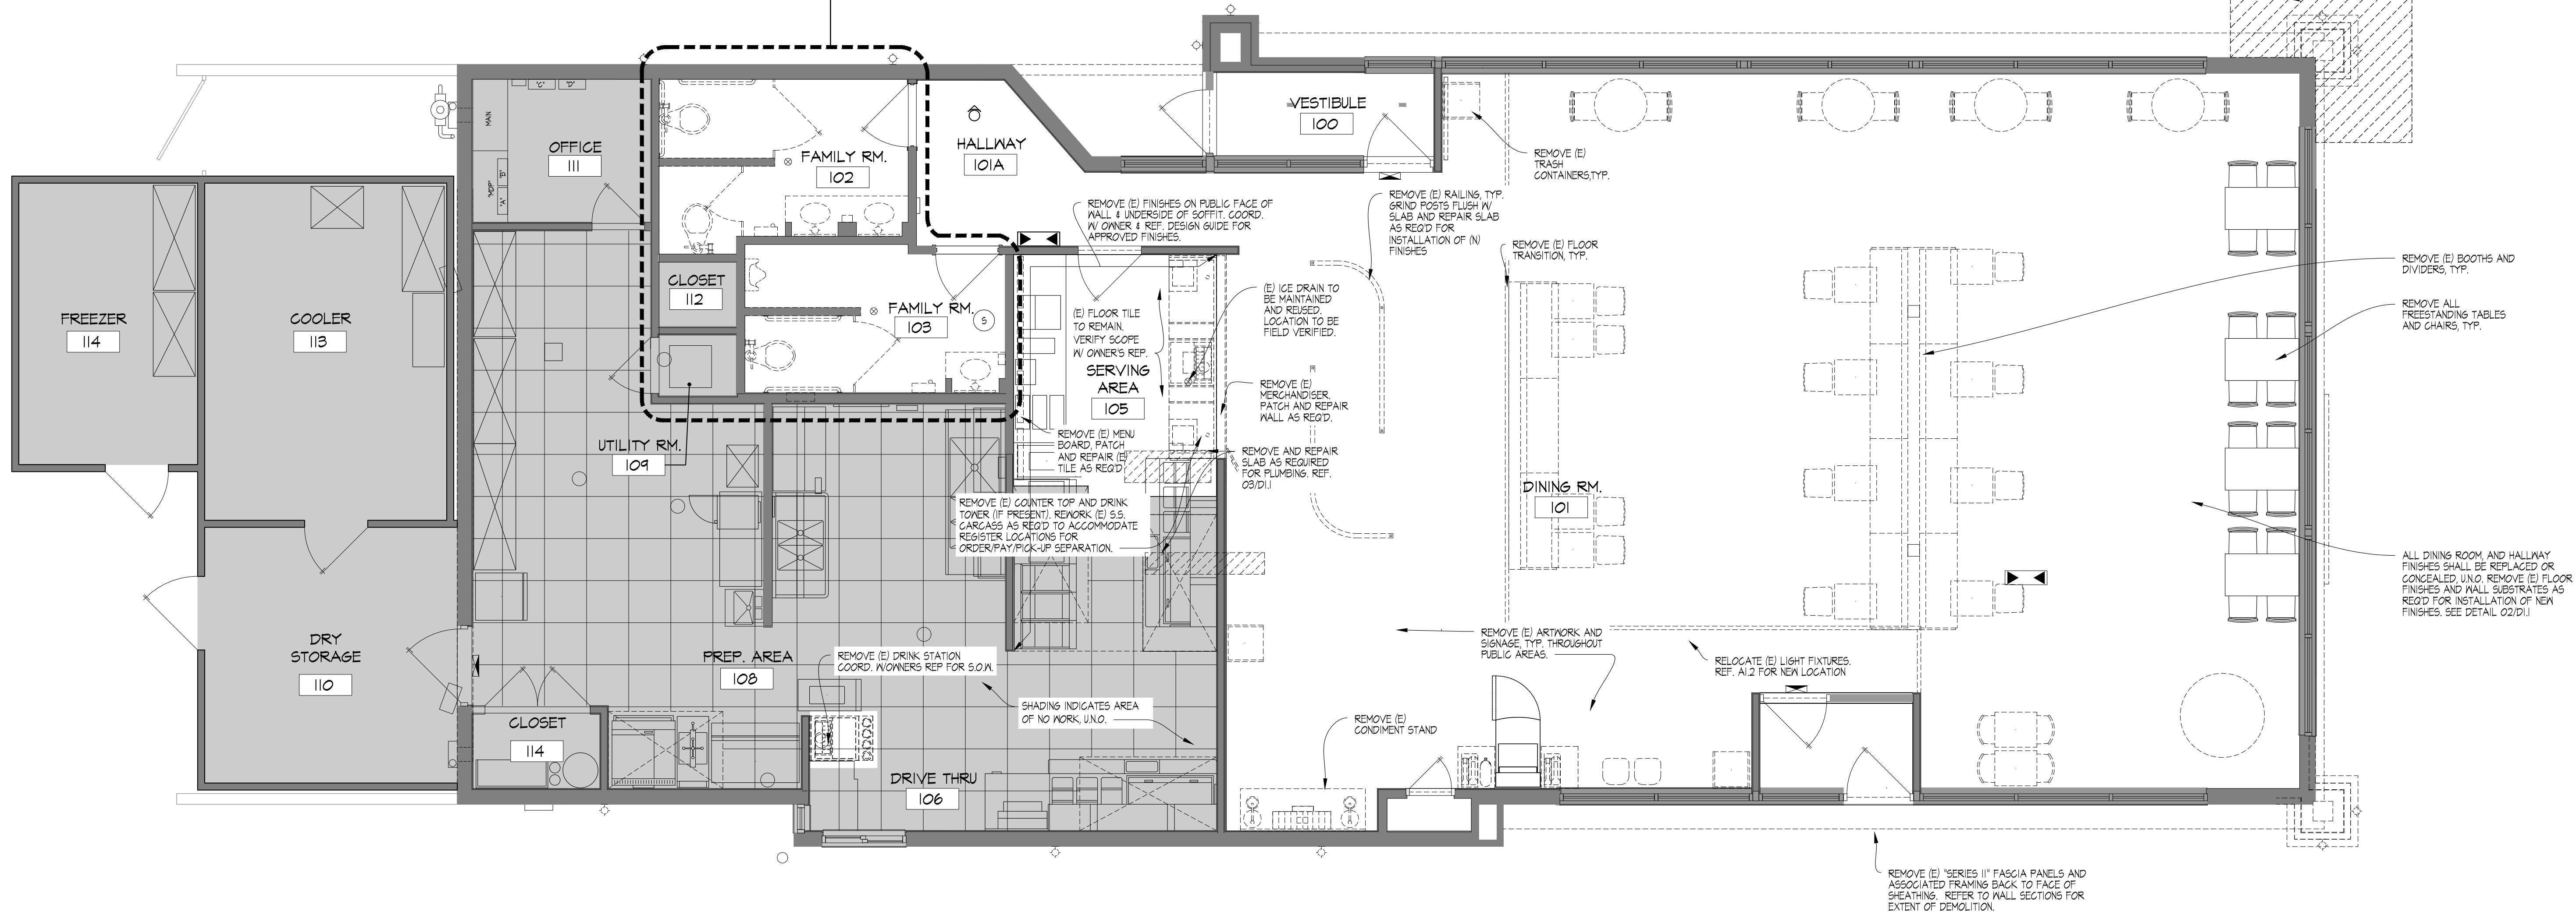 VESTIBULE
100
"C"
"D"
MAIN
OFFICE
111
MDP
"B"
"A"
FAMILY RM.
102
HALLWAY
101A
REMOVE (E)
TRASH
CONTAINERS,TYP.
REMOVE (E) RAILING, TYP.
GRIND POSTS FLUSH W/
SLAB AND REPAIR SLAB
AS REQ'D FOR
INSTALLATION OF (N)
FINISHES
REMOVE (E) FINISHES ON PUBLIC FACE OF
WALL & UNDERSIDE OF SOFFIT. COORD.
W/ OWNER & REF. DESIGN GUIDE FOR
APPROVED FINISHES.
REMOVE (E) FLOOR
TRANSITION, TYP.
REMOVE (E) BOOTHS AND
DIVIDERS, TYP.
CLOSET
112
FREEZER
114
COOLER
113
FAMILY RM.
103
S
(E) FLOOR TILE
TO REMAIN.
VERIFY SCOPE
W/ OWNER'S REP.
(E) ICE DRAIN TO
BE MAINTAINED
AND REUSED.
LOCATION TO BE
FIELD VERIFIED.
REMOVE ALL
FREESTANDING TABLES
AND CHAIRS, TYP.
SERVING
AREA
105
REMOVE (E)
MERCHANDISER.
PATCH AND REPAIR
WALL AS REQ'D.
UTILITY RM.
109
REMOVE (E) MENU
BOARD, PATCH
AND REPAIR (E)
TILE AS REQ'D
REMOVE AND REPAIR
SLAB AS REQUIRED
FOR PLUMBING. REF.
03/D1.1
DINING RM.
101
REMOVE (E) COUNTER TOP AND DRINK
TOWER (IF PRESENT). REWORK (E) S.S.
CARCASS AS REQ'D TO ACCOMMODATE
REGISTER LOCATIONS FOR
ORDER/PAY/PICK-UP SEPARATION.
ALL DINING ROOM, AND HALLWAY
FINISHES SHALL BE REPLACED OR
CONCEALED, U.N.O. REMOVE (E) FLOOR
FINISHES AND WALL SUBSTRATES AS
REQ'D FOR INSTALLATION OF NEW
FINISHES. SEE DETAIL 02/D1.1
DRY
STORAGE
110
PREP. AREA
108
REMOVE (E) DRINK STATION
COORD. W/OWNERS REP FOR S.O.W.
REMOVE (E) ARTWORK AND
SIGNAGE, TYP. THROUGHOUT
PUBLIC AREAS.
RELOCATE (E) LIGHT FIXTURES.
REF. A1.2 FOR NEW LOCATION
SHADING INDICATES AREA
OF NO WORK, U.N.O.
CLOSET
114
REMOVE (E)
CONDIMENT STAND
DRIVE THRU
106
REMOVE (E) "SERIES II" FASCIA PANELS AND
ASSOCIATED FRAMING BACK TO FACE OF
SHEATHING. REFER TO WALL SECTIONS FOR
EXTENT OF DEMOLITION.